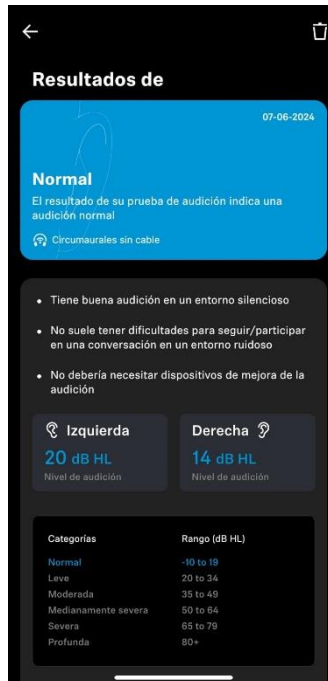 Resultados de
07-06-2024
Normal
El resultado de su prueba de audición indica una
audición normal
Circumaurales sin cable
• Tiene buena audición en un entorno silencioso
• No suele tener dificultades para seguir/participar
en una conversación en un entorno ruidoso
• No debería necesitar dispositivos de mejora de la
audición
Izquierda
20 dB HL
Nivel de audición
Derecha
14 dB HL
Nivel de audición
Categorías Rango (dB HL)
Normal -10 to 19
Leve 20 to 34
Moderada 35 to 49
Medianamente severa 50 to 64
Severa 65 to 79
Profunda 80+